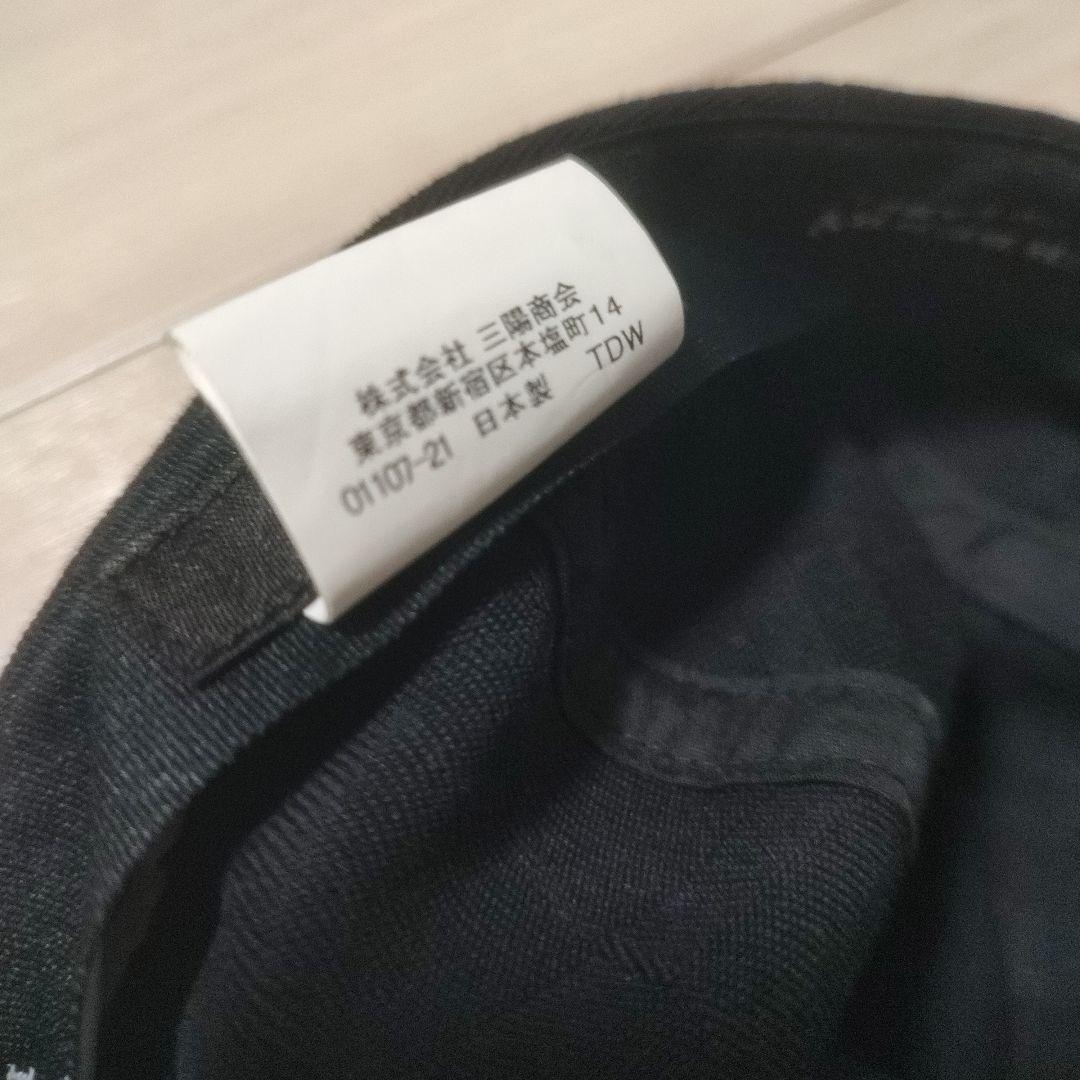 株式会社 三陽商会
東京都新宿区本塩町14
01107-21 日本製 TDW